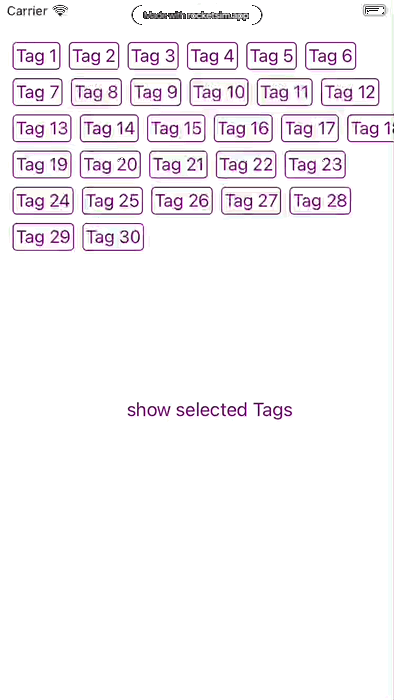 Carrier
Made with rocketsim.app
Tag 1 Tag 2 Tag 3 Tag 4 Tag 5 Tag 6
Tag 7 Tag 8 Tag 9 Tag 10 Tag 11 Tag 12
Tag 13 Tag 14 Tag 15 Tag 16 Tag 17 Tag
Tag 19 Tag 20 Tag 21 Tag 22 Tag 23
Tag 24 Tag 25 Tag 26 Tag 27 Tag 28
Tag 29 Tag 30
show selected Tags